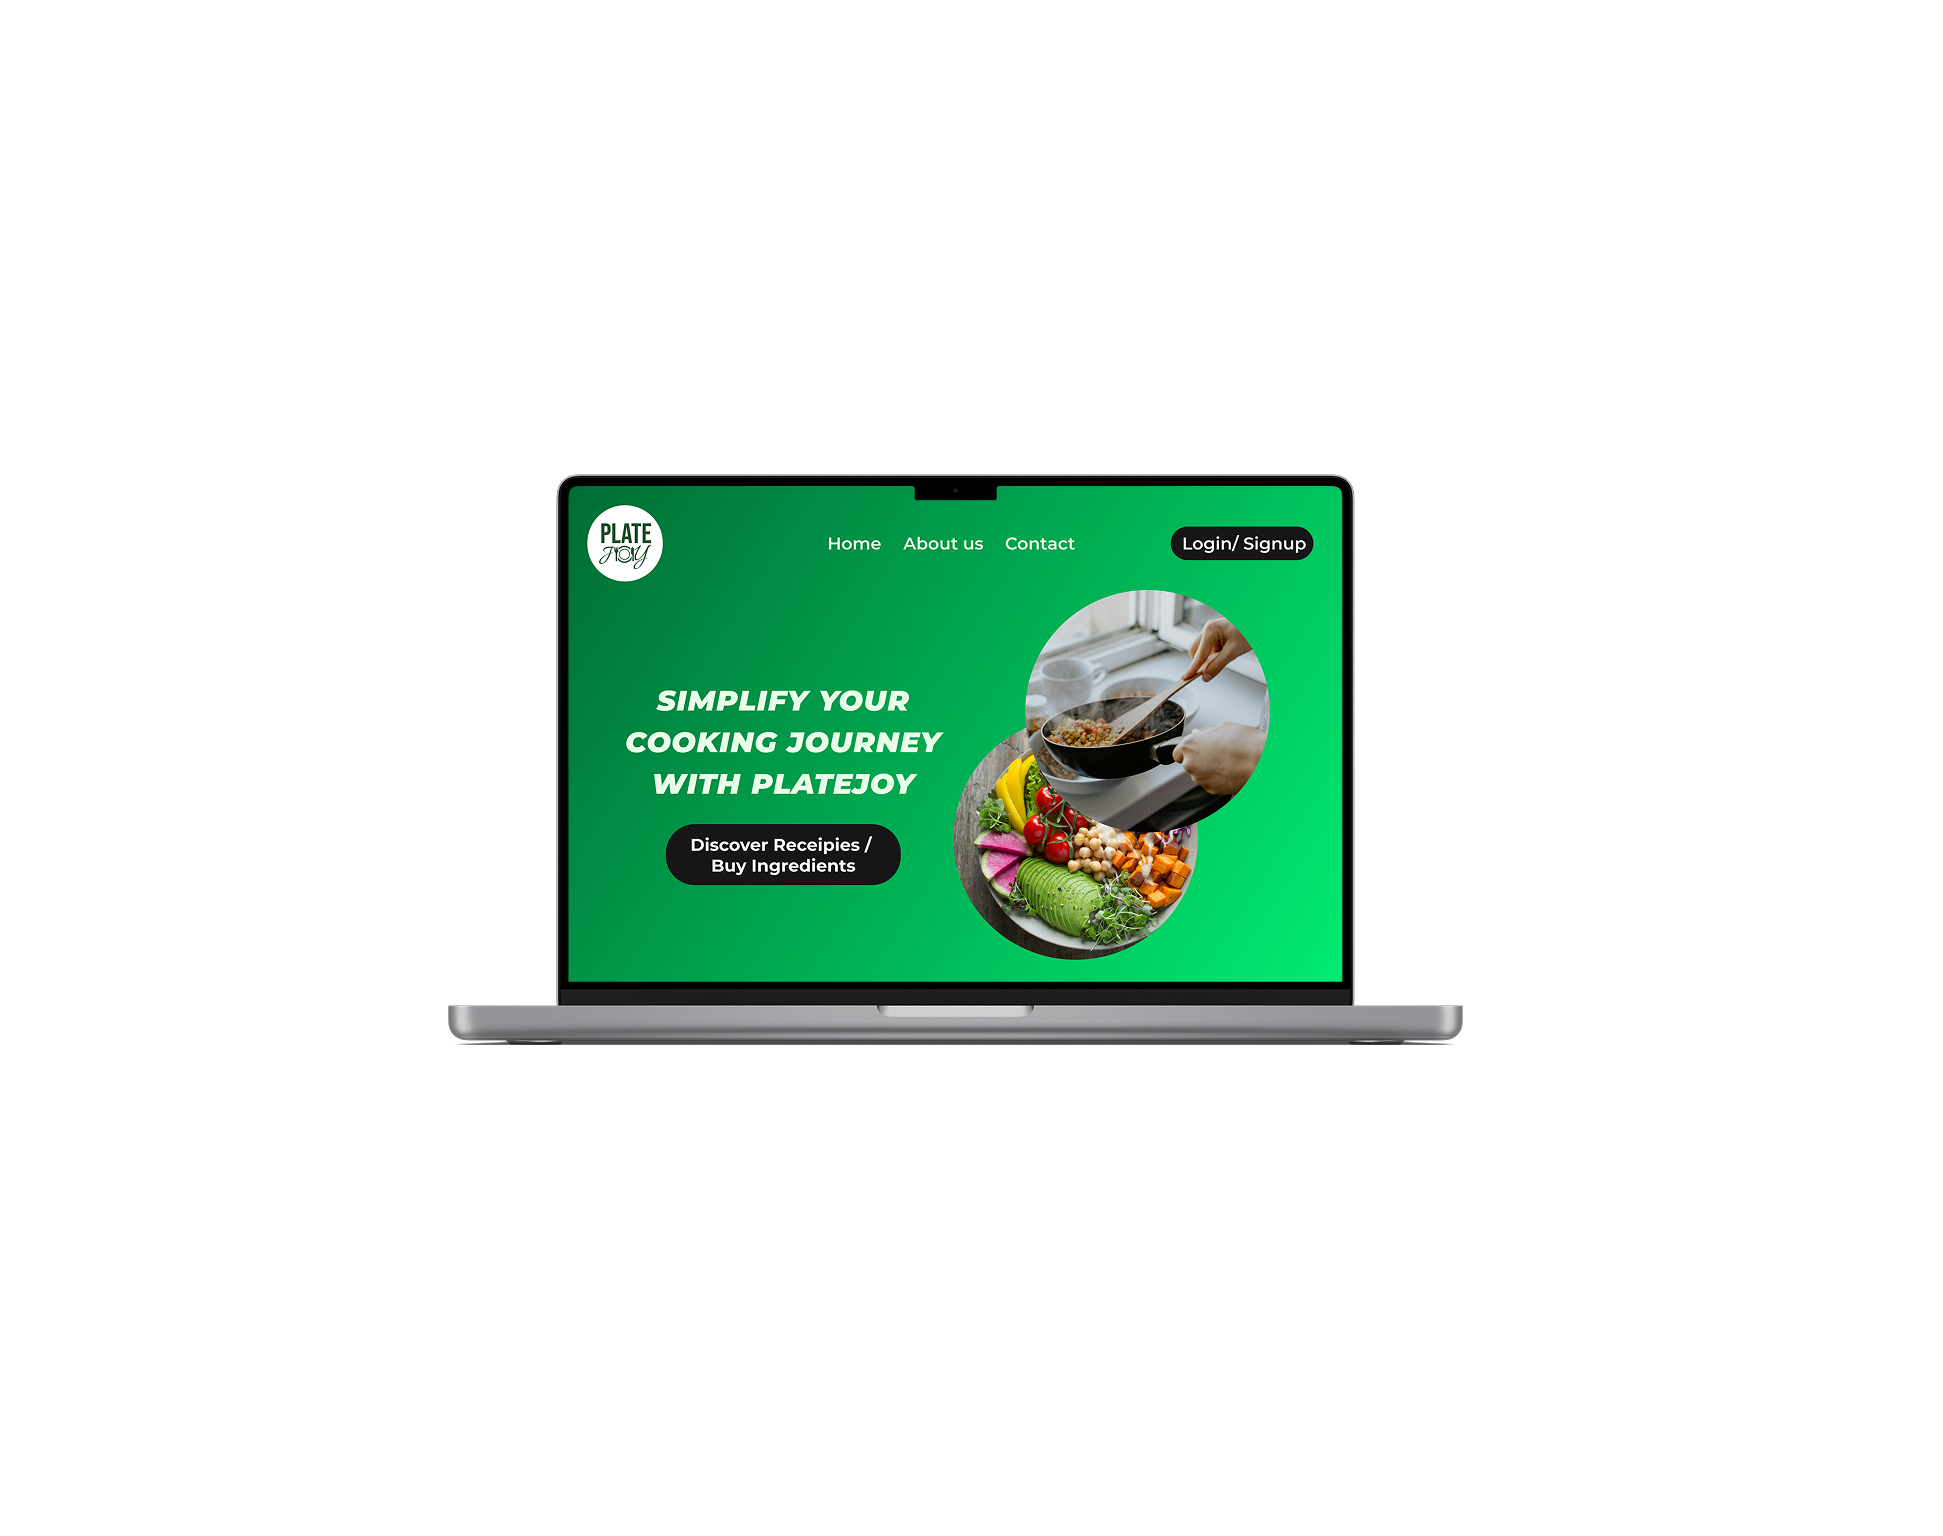 PLATE
JOY
Home About us Contact
Login/ Signup
SIMPLIFY YOUR
COOKING JOURNEY
WITH PLATEJOY
Discover Receipies /
Buy Ingredients